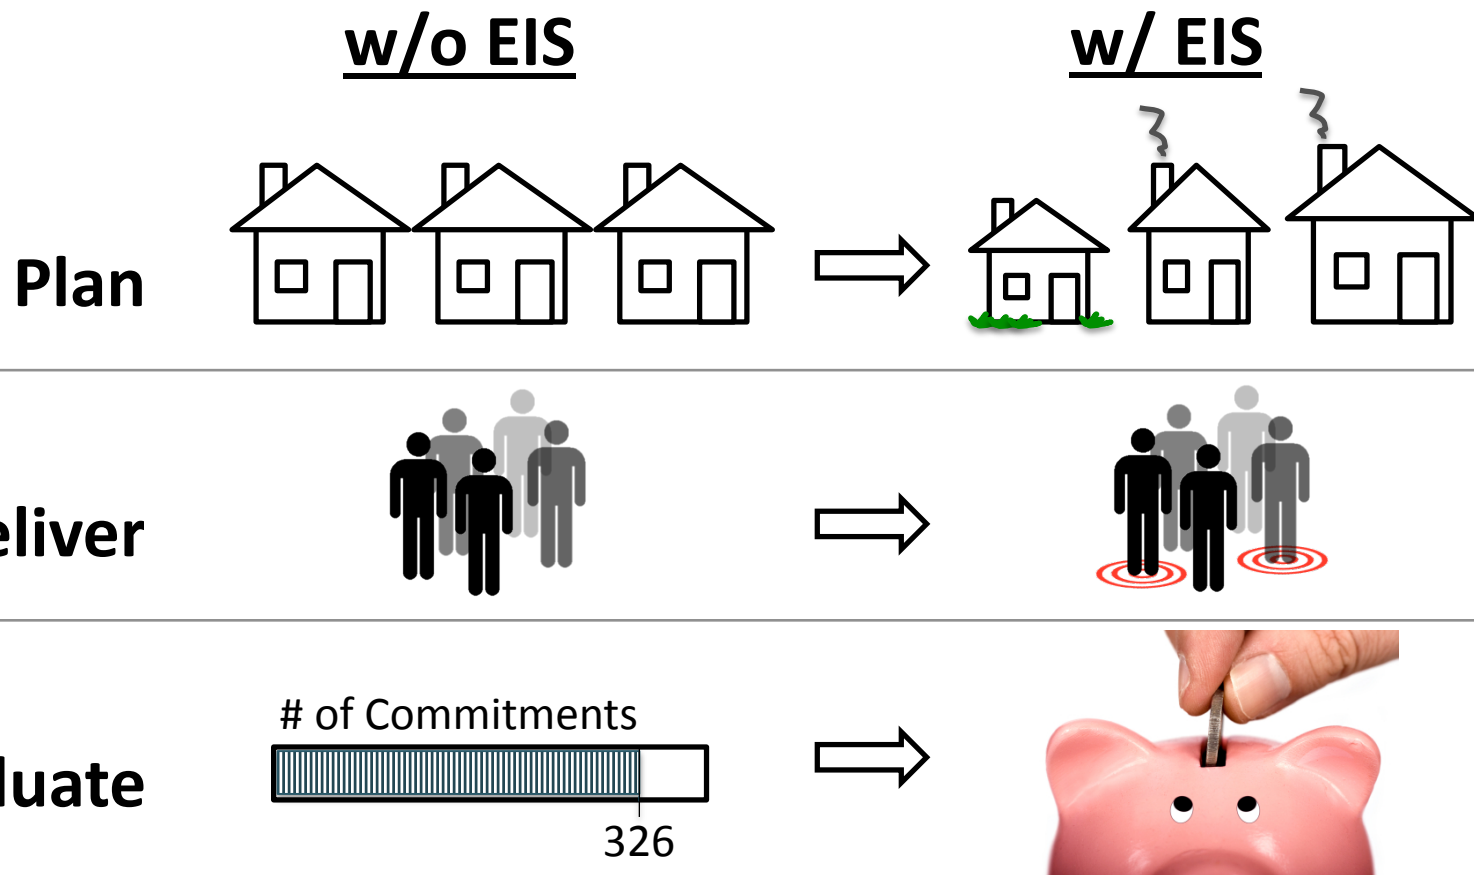 w/o EIS
w/ EIS
Plan
eliver
# of Commitments
luate
326